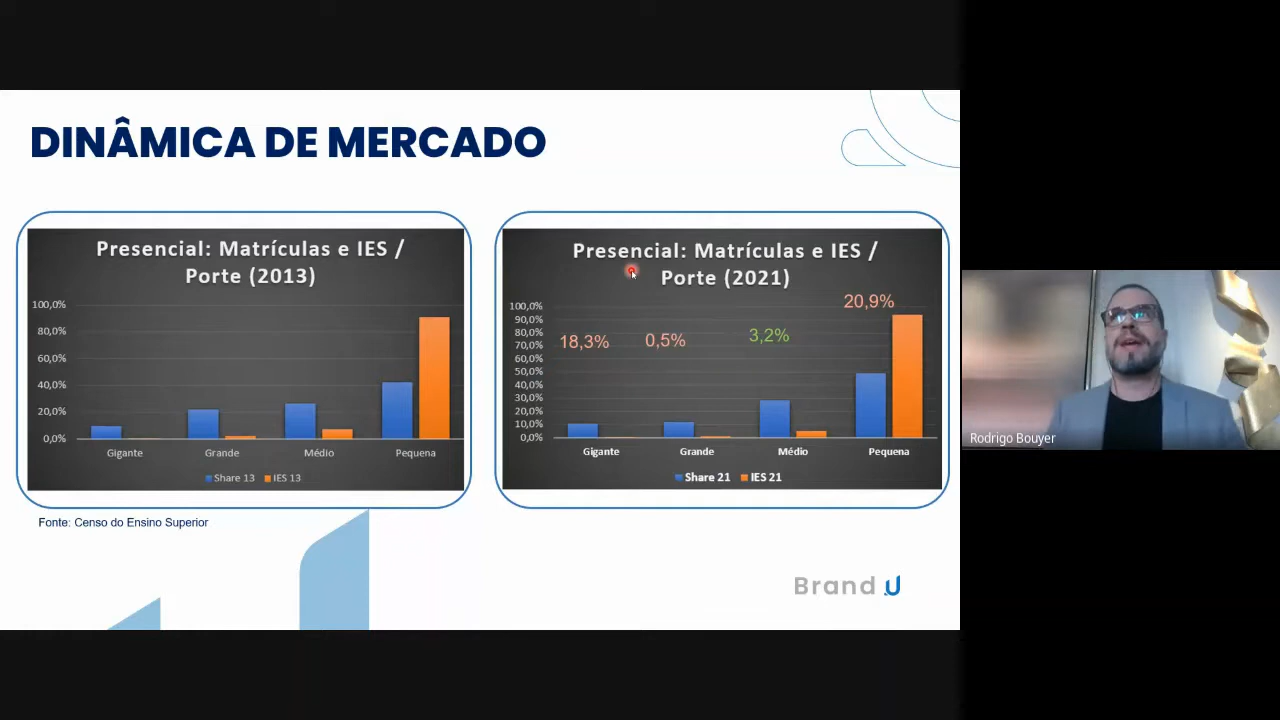 DINÂMICA DE MERCADO
Presencial: Matrículas e IES /
Porte (2013)
100,0%
80,0%
60,0%
40,0%
20,0%
0,0%
Gigante
Grande
Médio
Pequena
Share 13
IES 13
Presencial: Matrículas e IES /
Porte (2021)
100,0%
90,0%
80,0%
70,0%
60,0%
50,0%
40,0%
30,0%
20,0%
10,0%
0,0%
18,3%
0,5%
3,2%
20,9%
Gigante
Grande
Médio
Pequena
Share 21
IES 21
Fonte: Censo do Ensino Superior
Brand U
Rodrigo Bouyer